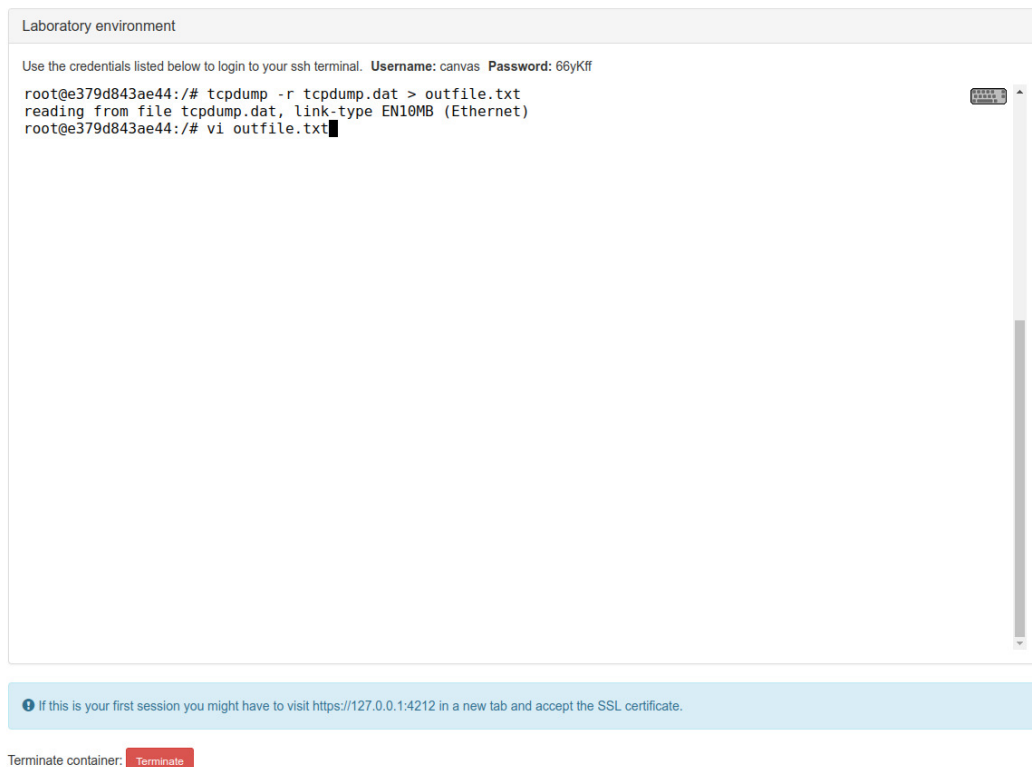 Laboratory environment
Use the credentials listed below to login to your ssh terminal. Username: canvas Password: 66yKff
root@e379d843ae44:/# tcpdump -r tcpdump.dat > outfile.txt
reading from file tcpdump.dat, link-type EN10MB (Ethernet)
root@e379d843ae44:/# vi outfile.txt
If this is your first session you might have to visit https://127.0.0.1:4212 in a new tab and accept the SSL certificate.
Terminate container: Terminate